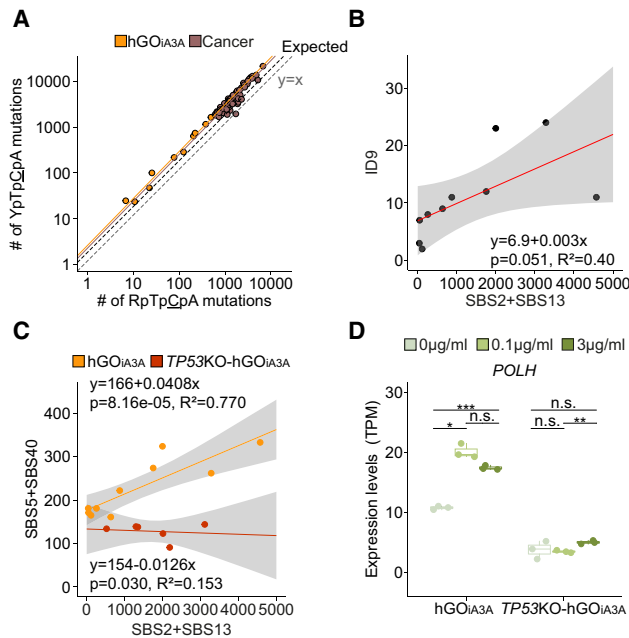 A
hGOiA3A Cancer
Expected
y=x
# of YpTpCpA mutations
10000
1000
100
10
1
1 10 100 1000 10000
# of RpTpCpA mutations
B
ID9
30
20
10
0
y=6.9+0.003x
p=0.051, R²=0.40
0 1000 2000 3000 4000 5000
SBS2+SBS13
C
hGOiA3A TP53KO-hGOiA3A
y=166+0.0408x
p=8.16e-05, R²=0.770
SBS5+SBS40
400
300
200
100
0
y=154-0.0126x
p=0.030, R²=0.153
0 1000 2000 3000 4000 5000
SBS2+SBS13
D
0µg/ml 0.1µg/ml 3µg/ml
POLH
Expression levels (TPM)
30
20
10
0
*** n.s.
* n.s. n.s. **
hGOiA3A TP53KO-hGOiA3A